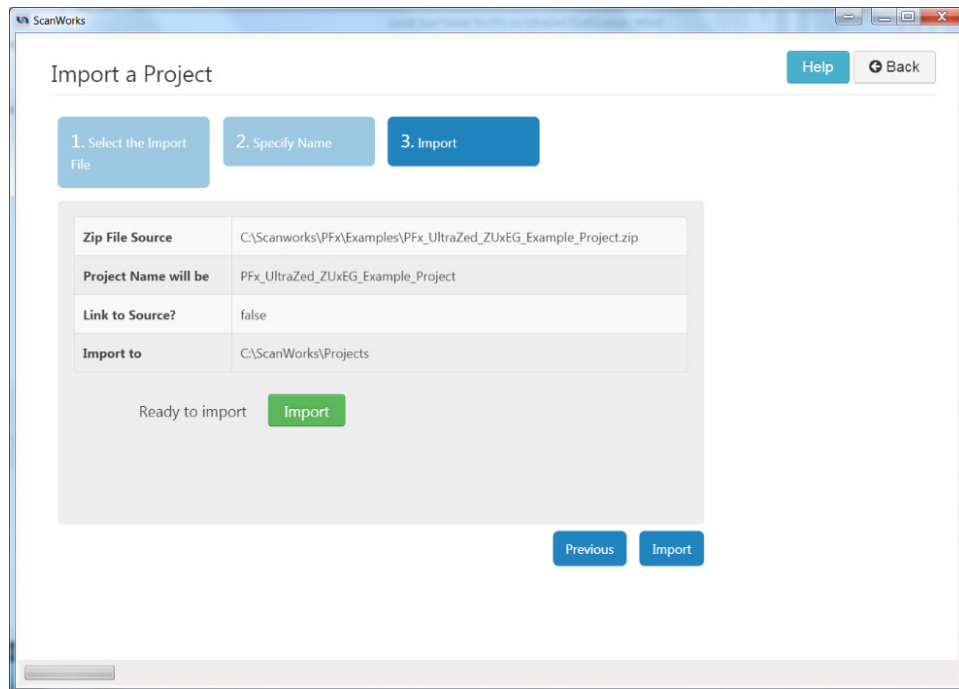 ScanWorks
Import a Project
Help
Back
1. Select the Import
File
2. Specify Name
3. Import
Zip File Source C:\Scanworks\PFx\Examples\PFx_UltraZed_ZUxEG_Example_Project.zip
Project Name will be PFx_UltraZed_ZUxEG_Example_Project
Link to Source? false
Import to C:\ScanWorks\Projects
Ready to import Import
Previous Import